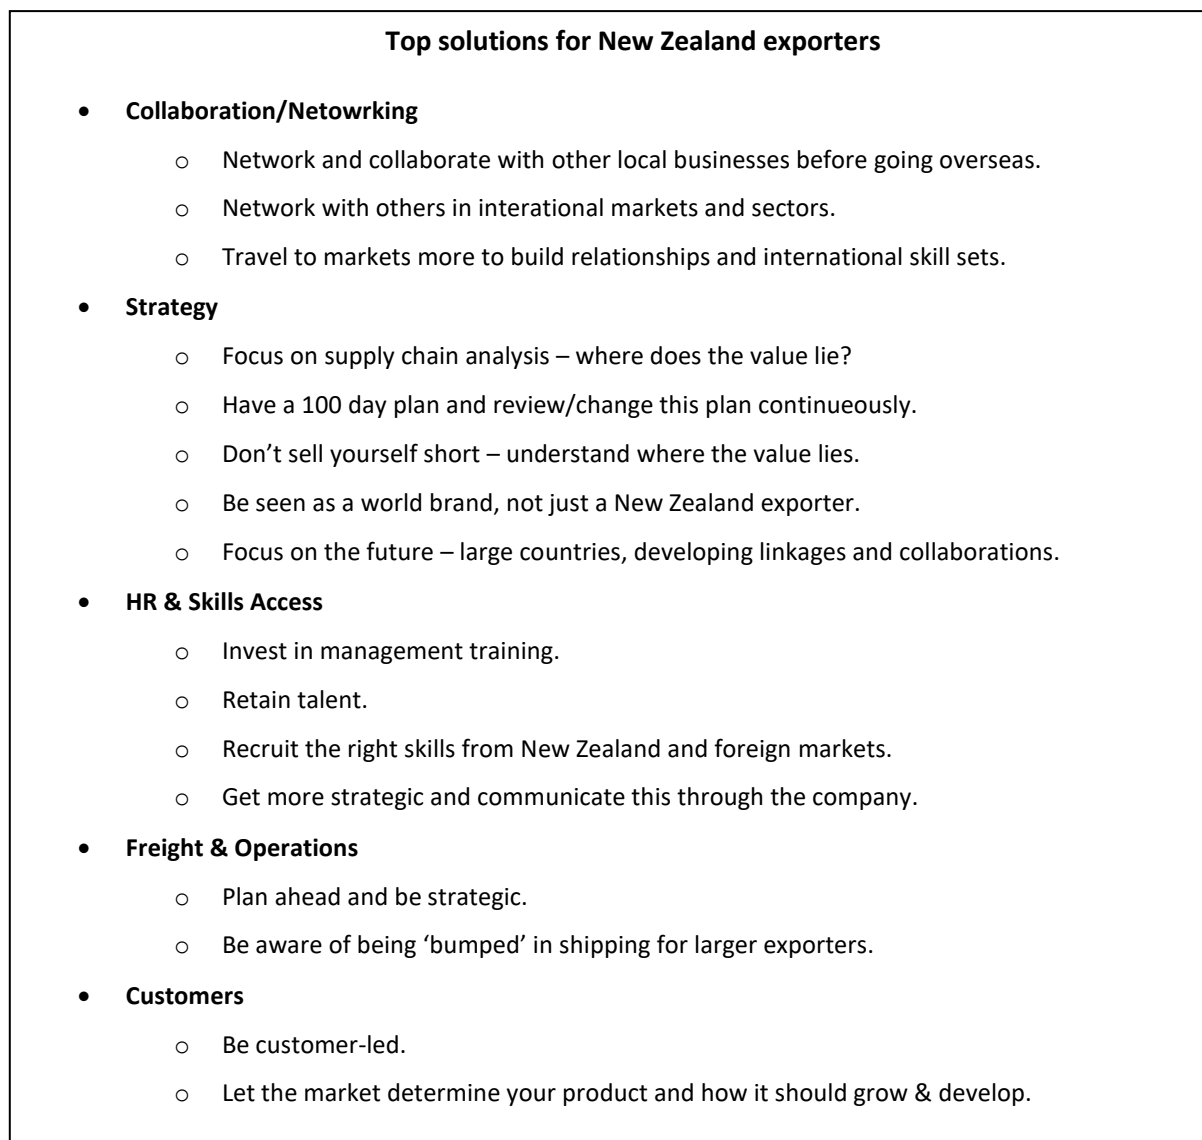 Top solutions for New Zealand exporters
• Collaboration/Netowrking
o Network and collaborate with other local businesses before going overseas.
o Network with others in interational markets and sectors.
o Travel to markets more to build relationships and international skill sets.
• Strategy
o Focus on supply chain analysis – where does the value lie?
o Have a 100 day plan and review/change this plan continueously.
o Don’t sell yourself short – understand where the value lies.
o Be seen as a world brand, not just a New Zealand exporter.
o Focus on the future – large countries, developing linkages and collaborations.
• HR & Skills Access
o Invest in management training.
o Retain talent.
o Recruit the right skills from New Zealand and foreign markets.
o Get more strategic and communicate this through the company.
• Freight & Operations
o Plan ahead and be strategic.
o Be aware of being ‘bumped’ in shipping for larger exporters.
• Customers
o Be customer-led.
o Let the market determine your product and how it should grow & develop.